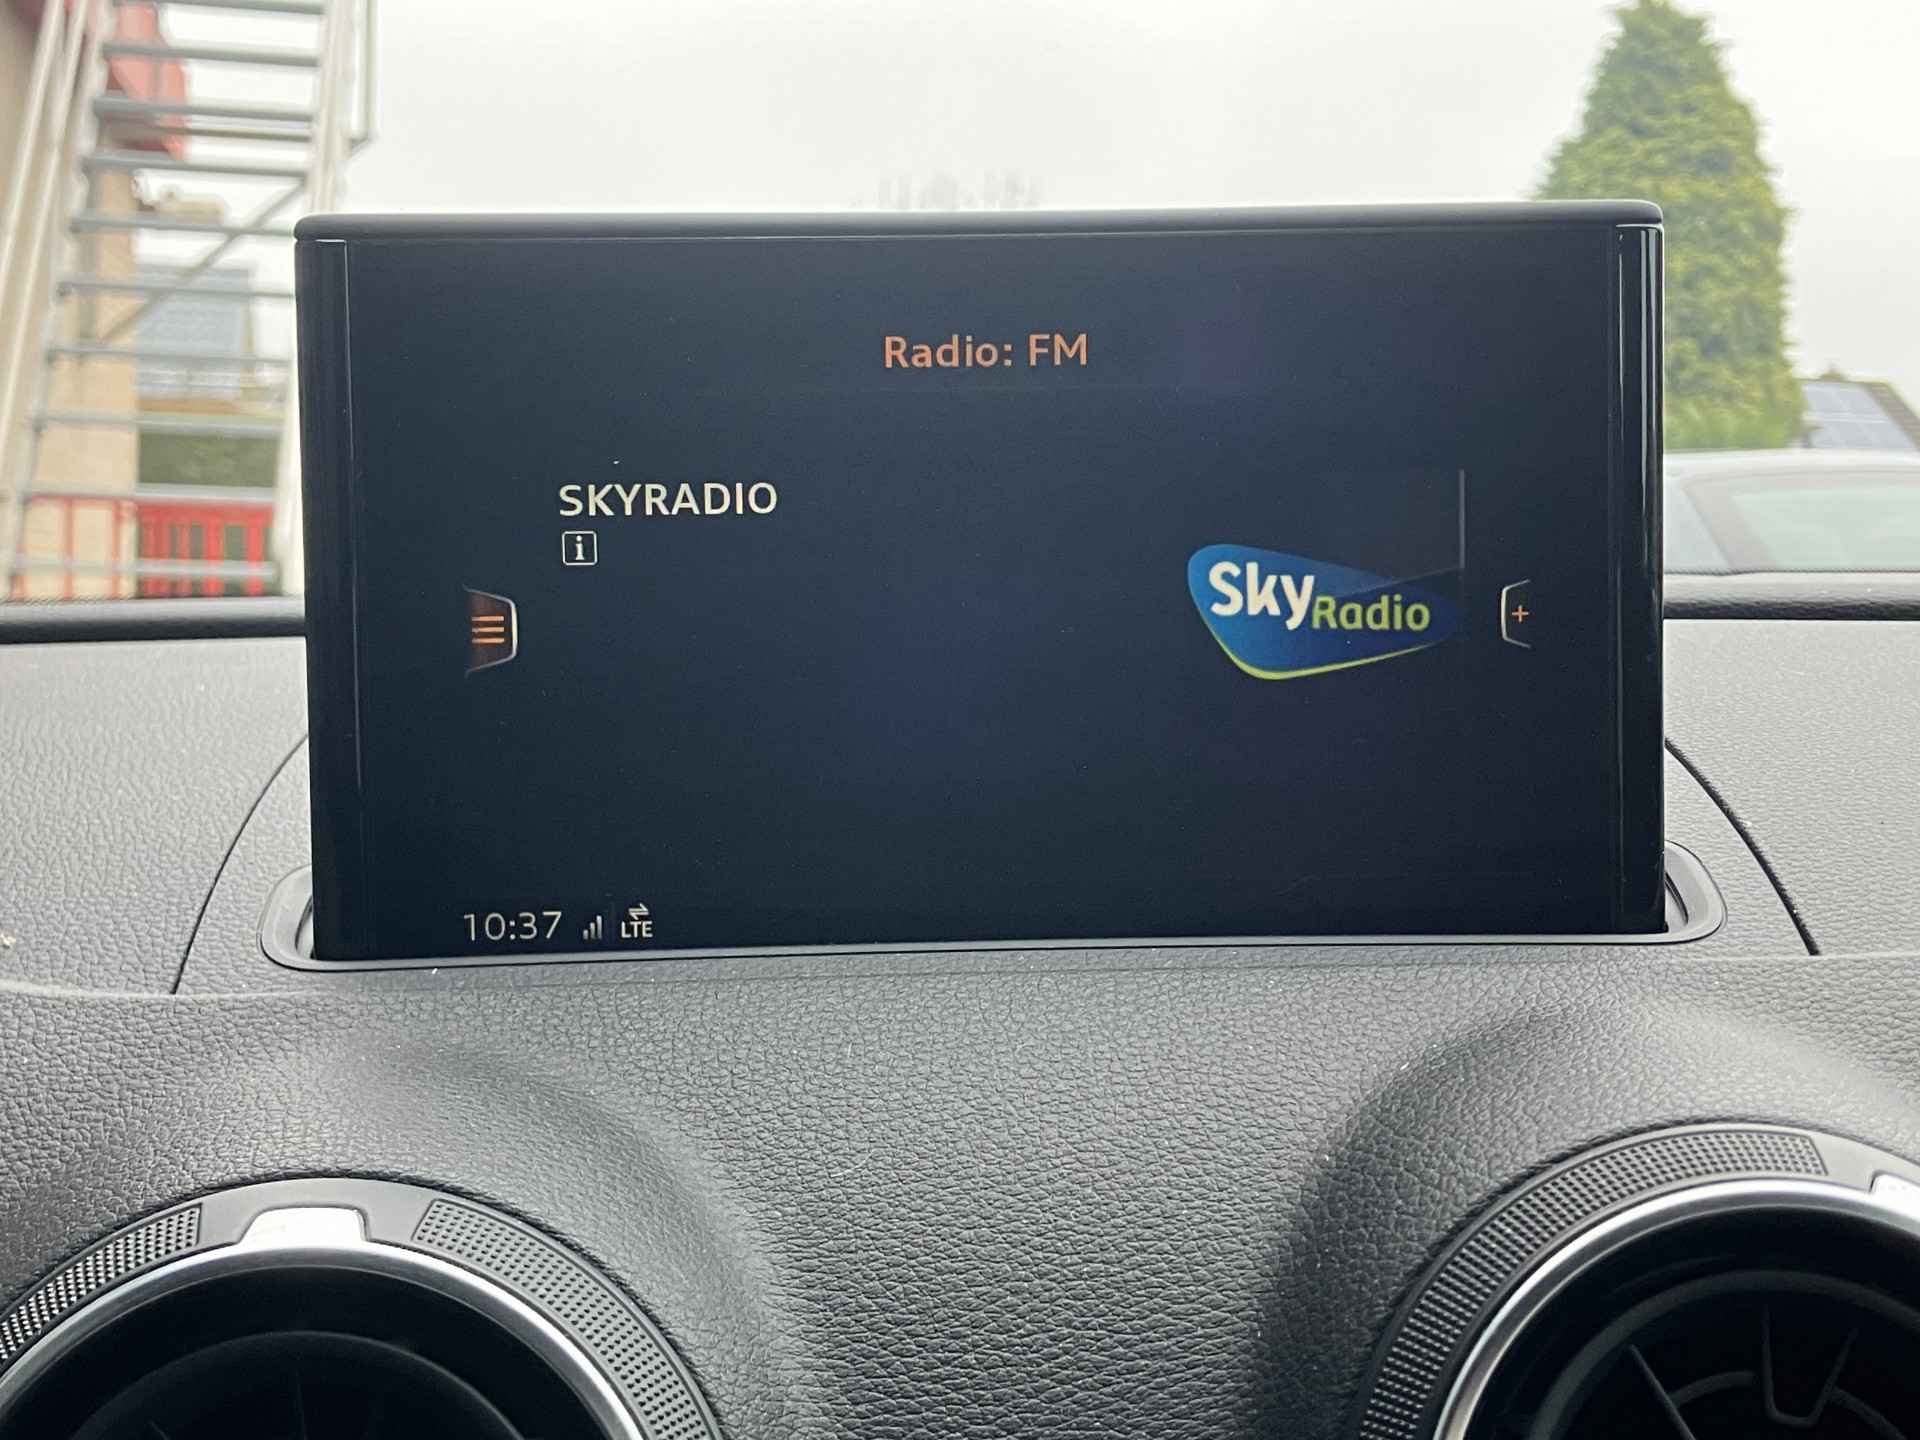 Radio: FM
SKYRADIO
i
Sky Radio
10:37 LTE